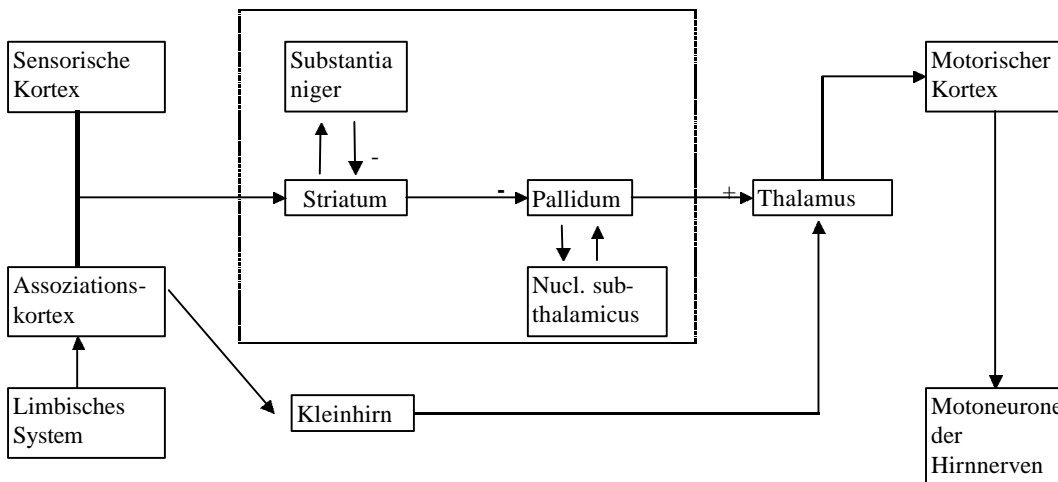 Sensorische
Kortex
Substantia
niger
Motorischer
Kortex
-
Striatum
-
Pallidum
+
Thalamus
Assoziations-
kortex
Nucl. sub-
thalamicus
Limbisches
System
Kleinhirn
Motoneurone
der
Hirnnerven